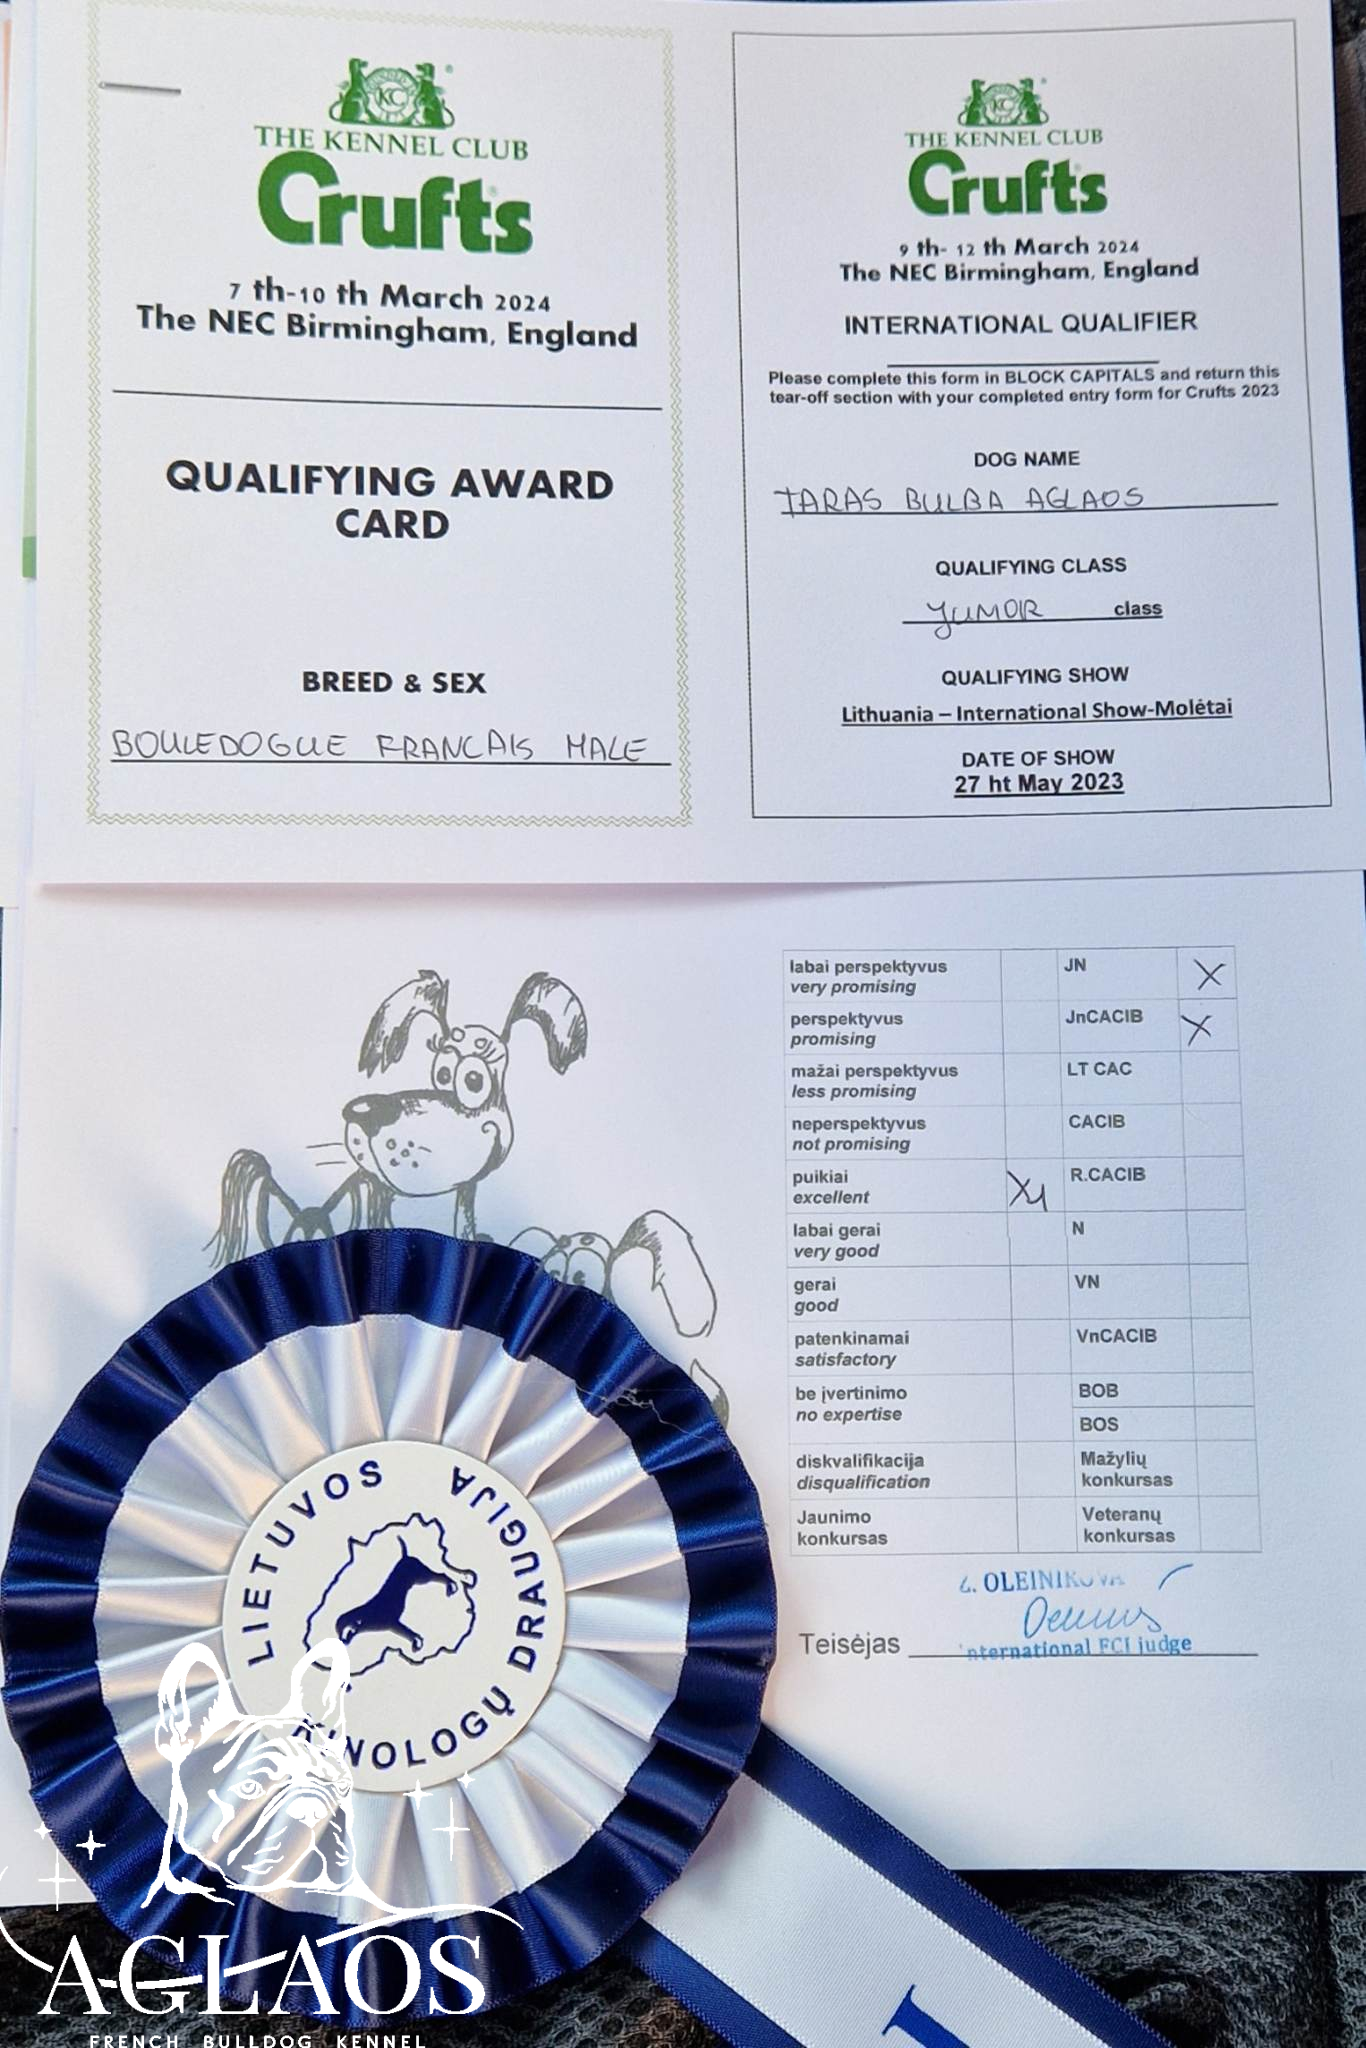 KC
THE KENNEL CLUB
Crufts
7 th-10 th March 2024
The NEC Birmingham, England
QUALIFYING AWARD
CARD
BREED & SEX
BOULEDOGUE FRANCAIS MALE
KC
THE KENNEL CLUB
Crufts
9 th- 12 th March 2024
The NEC Birmingham, England
INTERNATIONAL QUALIFIER
Please complete this form in BLOCK CAPITALS and return this
tear-off section with your completed entry form for Crufts 2023
DOG NAME
TARAS BULBA AGLAOS
QUALIFYING CLASS
class
QUALIFYING SHOW
Lithuania – International Show-Molėtai
DATE OF SHOW
27 ht May 2023
labai perspektyvus JN X
very promising
perspektyvus JnCACIB X
promising
mažai perspektyvus LT CAC
less promising
neperspektyvus CACIB
not promising
puikiai X1 R.CACIB
excellent
labai gerai N
very good
gerai VN
good
patenkinamai VnCACIB
satisfactory
be įvertinimo BOB
no expertise BOS
diskvalifikacija Mažylių
disqualification konkursas
Jaunimo Veteranų
konkursas konkursas
OLEINIKOVA
Teisėjas International FCI judge
LIETUVOS
KINOLOGŲ DRAUGIJA
AGLAOS
FRENCH BULLDOG KENNEL